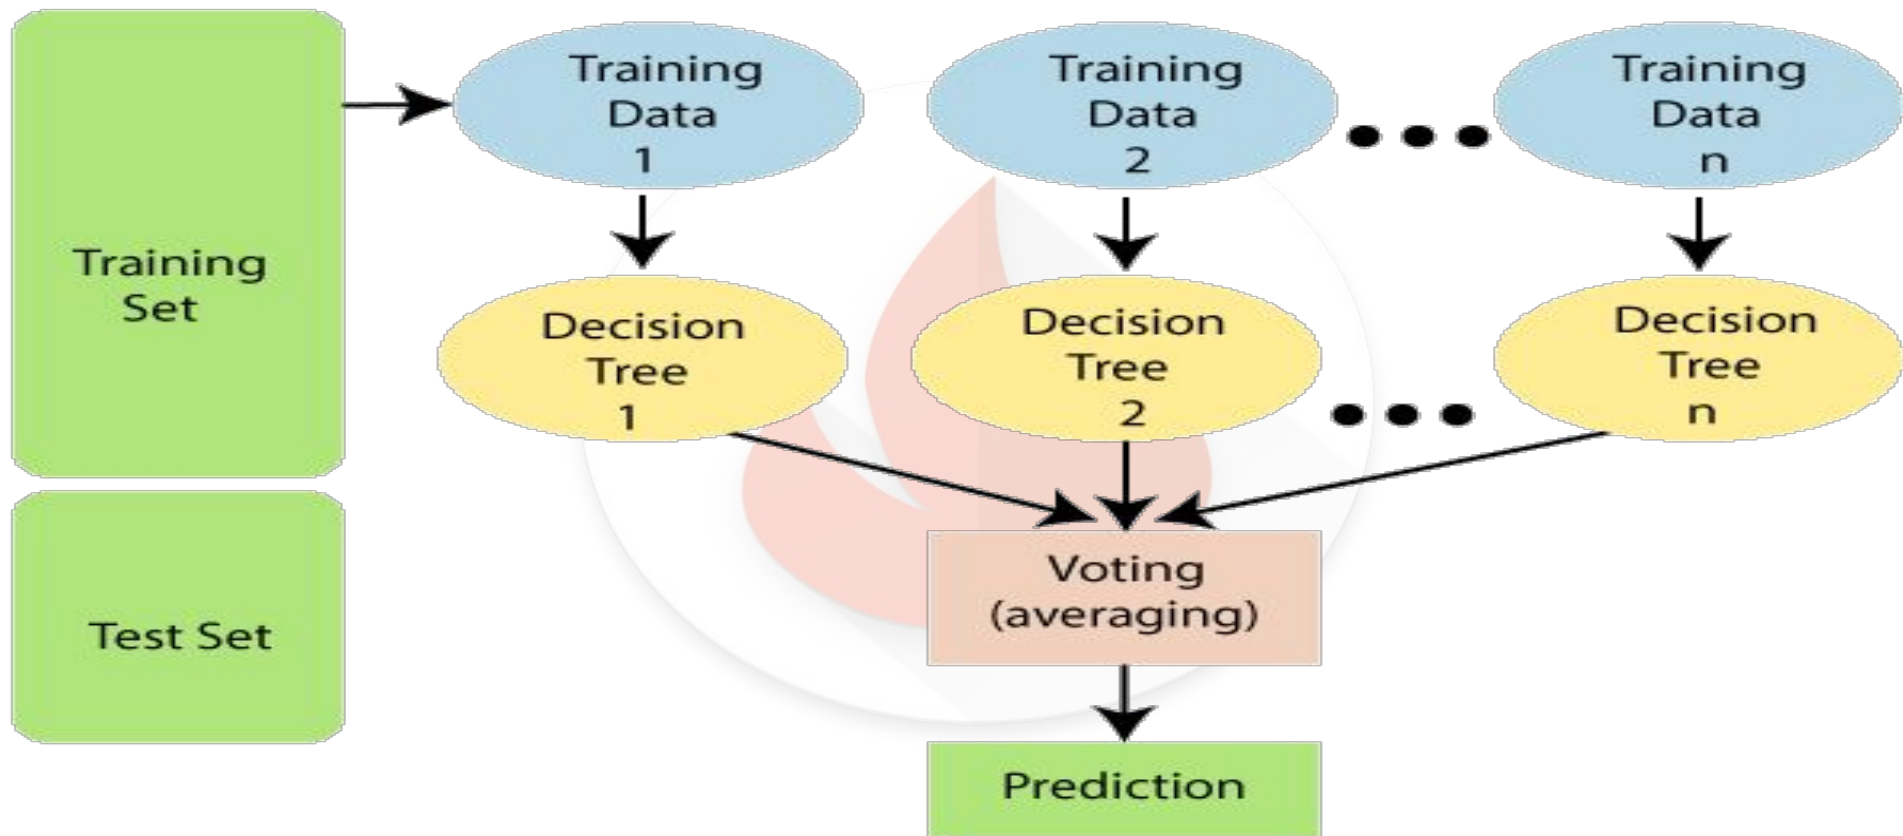 Training
Set
Test Set
Training
Data
1
Training
Data
2
Training
Data
n
Decision
Tree
1
Decision
Tree
2
Decision
Tree
n
Voting
(averaging)
Prediction